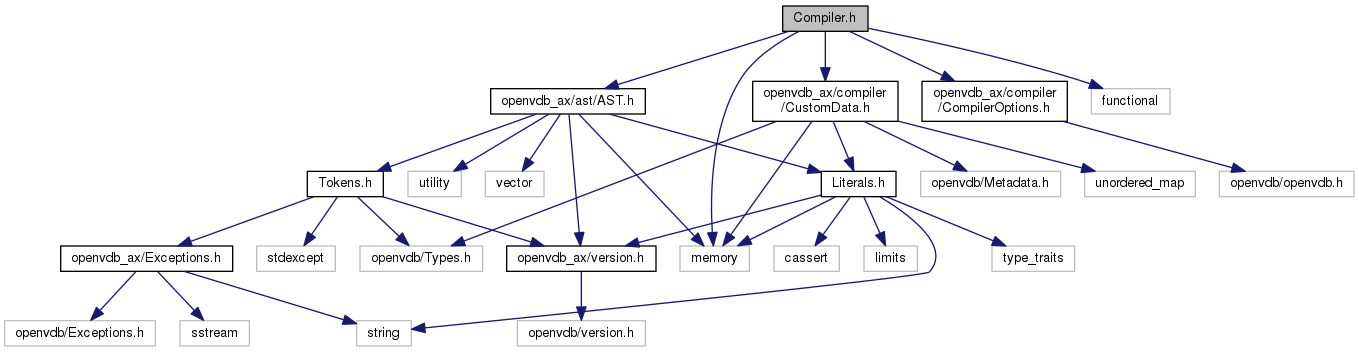 Compiler.h
openvdb_ax/ast/AST.h
openvdb_ax/compiler
/CustomData.h
openvdb_ax/compiler
/CompilerOptions.h
functional
Tokens.h
utility
vector
Literals.h
openvdb/Metadata.h
unordered_map
openvdb/openvdb.h
openvdb_ax/Exceptions.h
stdexcept
openvdb/Types.h
openvdb_ax/version.h
memory
cassert
limits
type_traits
openvdb/Exceptions.h
sstream
string
openvdb/version.h